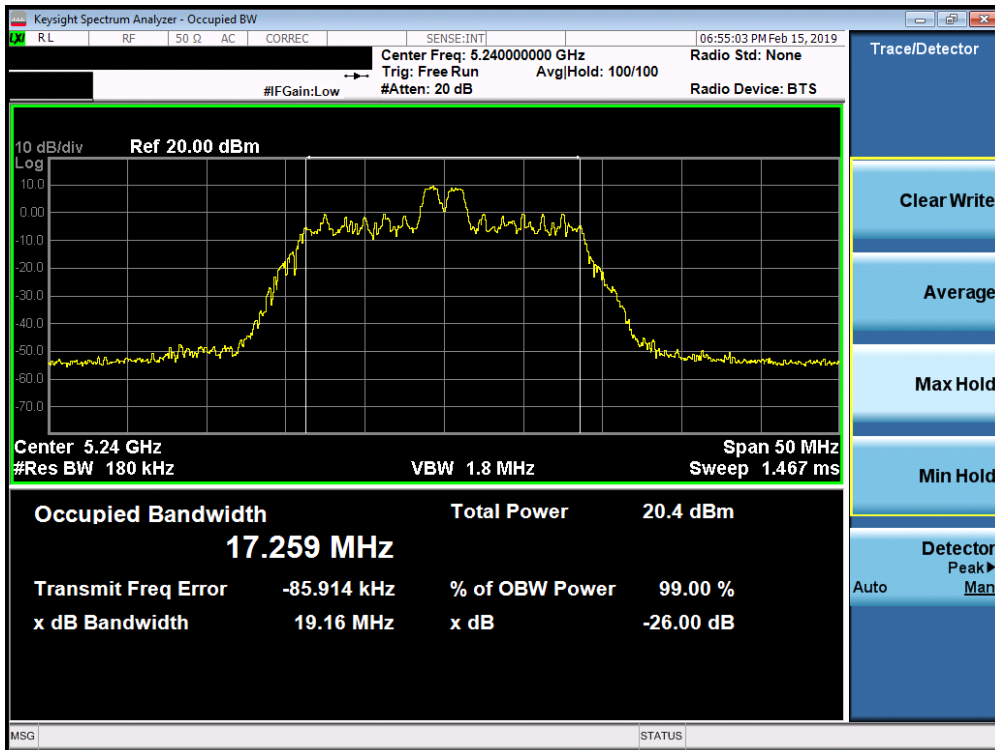 Keysight Spectrum Analyzer - Occupied BW
LXI RL RF 50 Ω AC CORREC SENSE:INT 06:55:03 PM Feb 15, 2019
Center Freq: 5.240000000 GHz Radio Std: None
Trig: Free Run Avg|Hold: 100/100
#IFGain:Low #Atten: 20 dB Radio Device: BTS
Trace/Detector
10 dB/div Ref 20.00 dBm
Log
10.0
0.00
-10.0
-20.0
-30.0
-40.0
-50.0
-60.0
-70.0
Center 5.24 GHz Span 50 MHz
#Res BW 180 kHz VBW 1.8 MHz Sweep 1.467 ms
Occupied Bandwidth Total Power 20.4 dBm
17.259 MHz
Transmit Freq Error -85.914 kHz % of OBW Power 99.00 %
x dB Bandwidth 19.16 MHz x dB -26.00 dB
Clear Write
Average
Max Hold
Min Hold
Detector
Peak▶
Auto Man
MSG STATUS